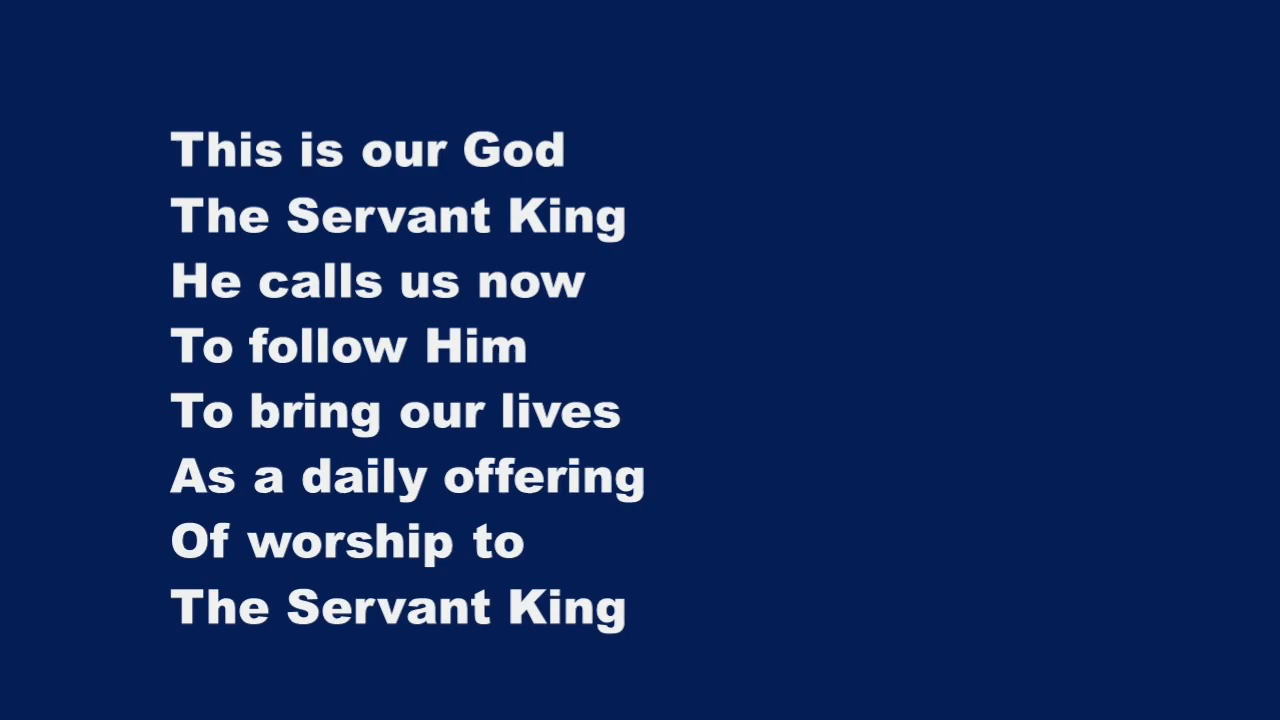 This is our God
The Servant King
He calls us now
To follow Him
To bring our lives
As a daily offering
Of worship to
The Servant King